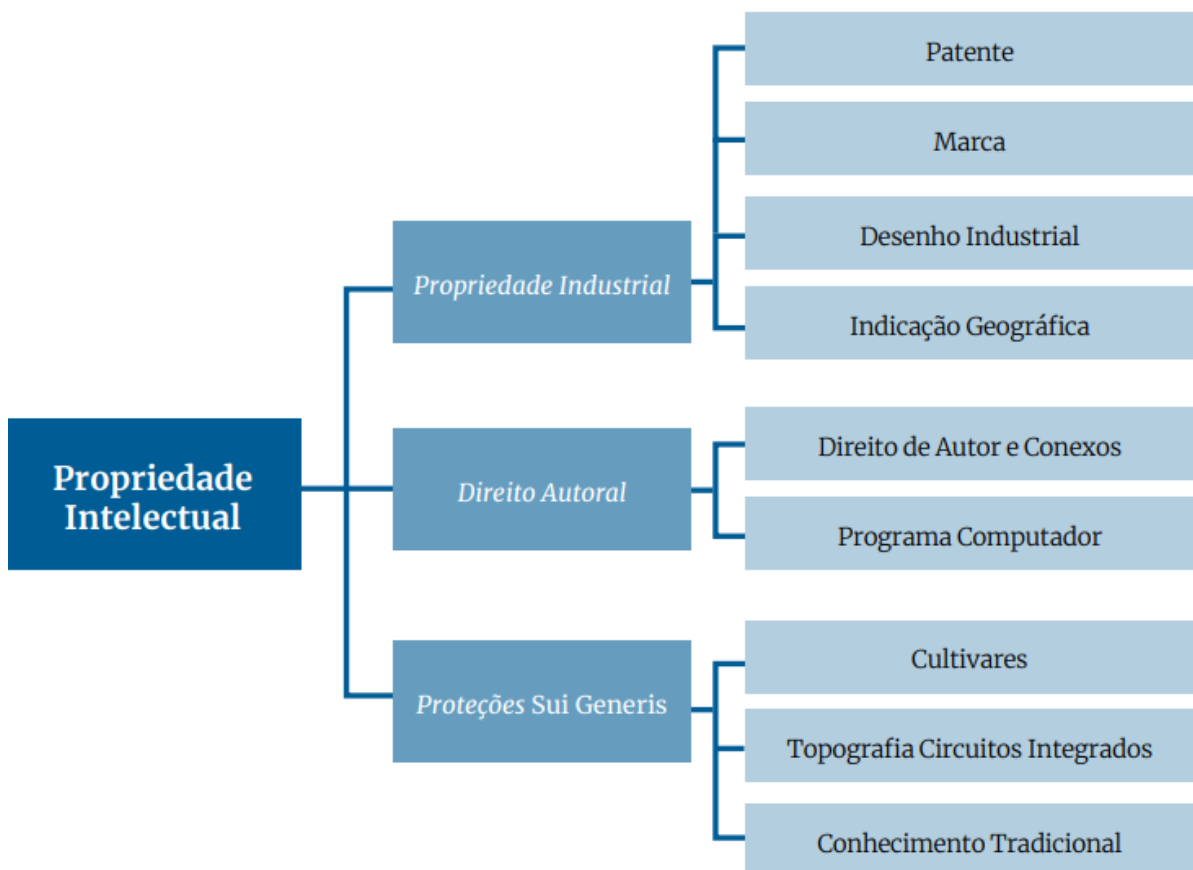 Propriedade
Intelectual
Propriedade Industrial
Patente
Marca
Desenho Industrial
Indicação Geográfica
Direito Autoral
Direito de Autor e Conexos
Programa Computador
Proteções Sui Generis
Cultivares
Topografia Circuitos Integrados
Conhecimento Tradicional